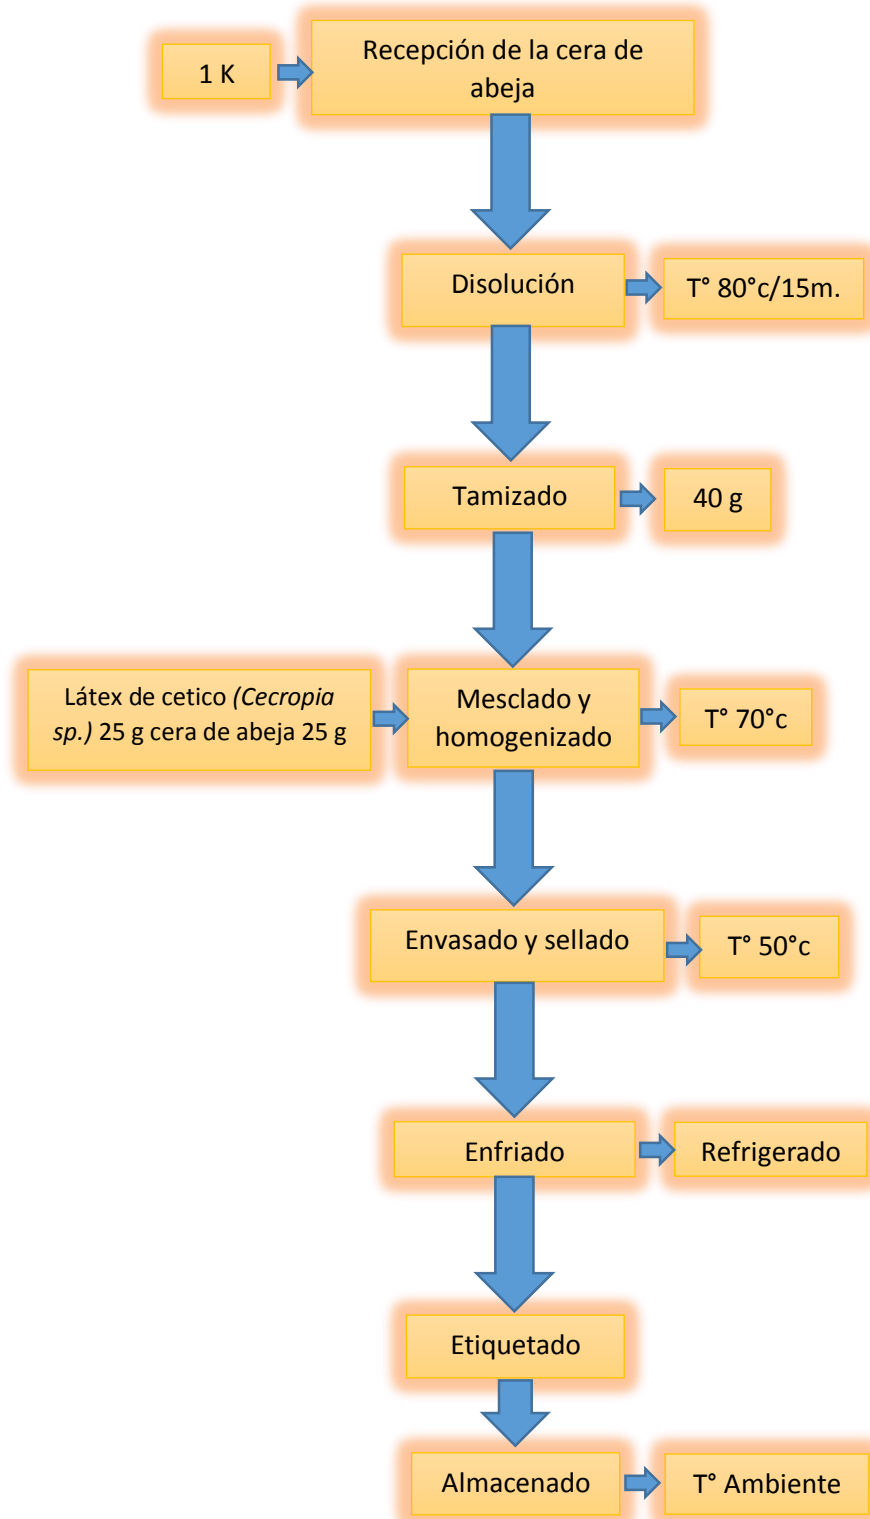 1 K
Recepción de la cera de
abeja
Disolución
T° 80°c/15m.
Tamizado
40 g
Látex de cetico (Cecropia
sp.) 25 g cera de abeja 25 g
Mesclado y
homogenizado
T° 70°c
Envasado y sellado
T° 50°c
Enfriado
Refrigerado
Etiquetado
Almacenado
T° Ambiente